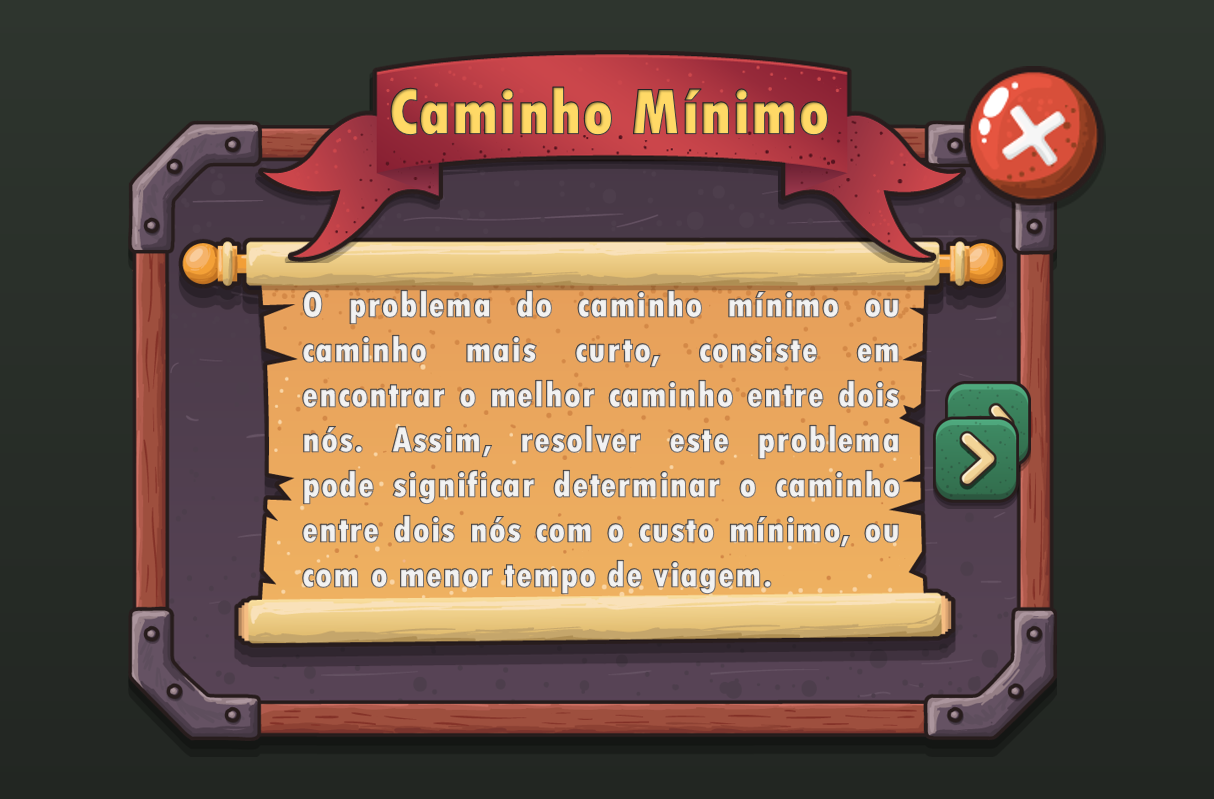 Caminho Mínimo
O problema do caminho mínimo ou
caminho mais curto, consiste em
encontrar o melhor caminho entre dois
nós. Assim, resolver este problema
pode significar determinar o caminho
entre dois nós com o custo mínimo, ou
com o menor tempo de viagem.